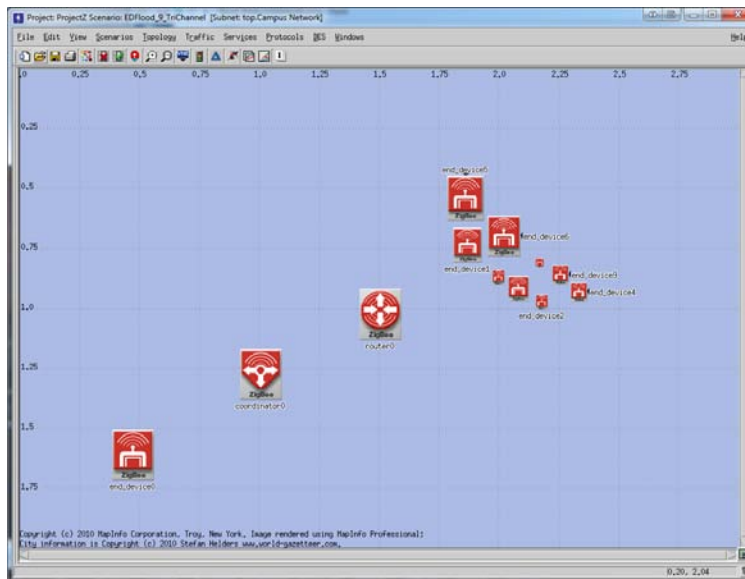 Project: ProjectZ Scenario: EDFlood_9_TriChannel [Subnet: top.Campus Network]
File Edit View Scenarios Topology Traffic Services Protocols DES Windows Help
0.25 0.5 0.75 1.0 1.25 1.5 1.75 2.0 2.25 2.5 2.75
0.25
end_device5
0.5
ZigBee
end_device6
0.75
ZigBee
ZigBee
end_device1
end_device3
end_device4
1.0
end_device2
ZigBee
router0
1.25
ZigBee
coordinator0
1.5
ZigBee
end_device0
1.75
Copyright (c) 2010 MapInfo Corporation, Troy, New York. Image rendered using MapInfo Professional;
City information is Copyright (c) 2010 Stefan Helders www.world-gazetteer.com.
0.20, 2.04